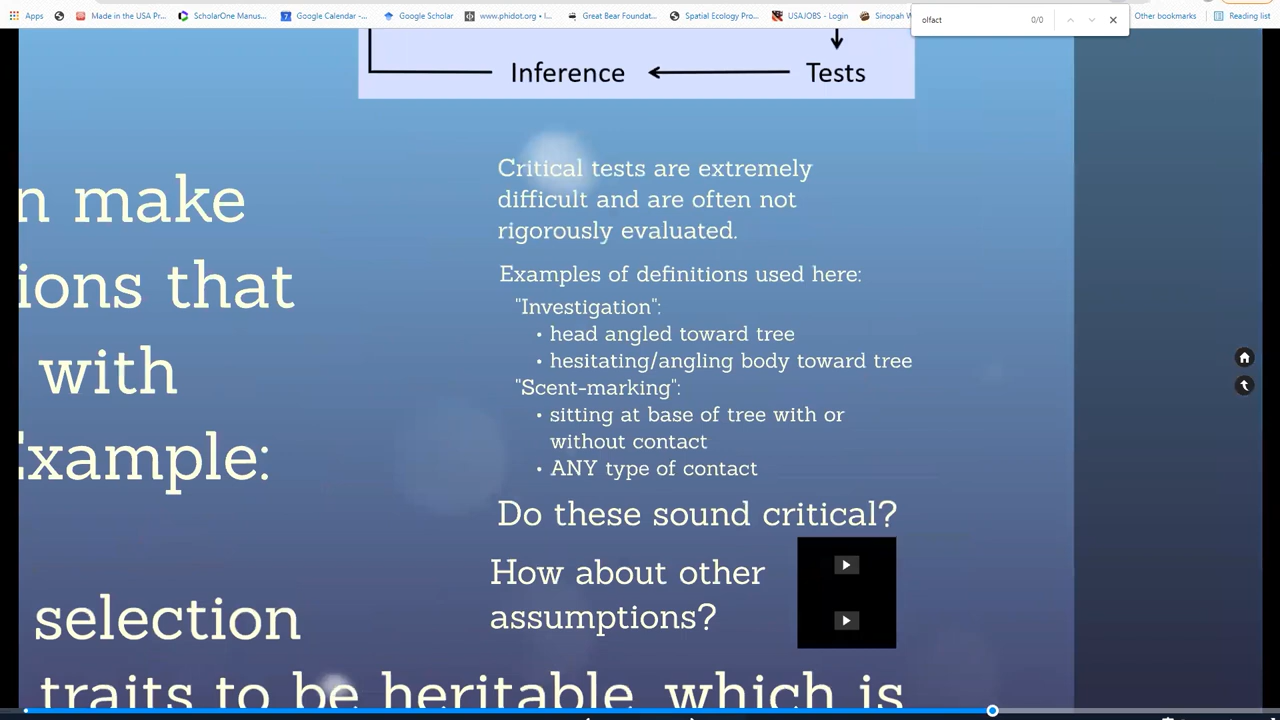 Apps
Made in the USA Pr...
ScholarOne Manus...
Google Calendar -...
Google Scholar
www.phidot.org • I...
Great Bear Foundat...
Spatial Ecology Pro...
USAJOBS - Login
Sinopah W
olfact
0/0
Other bookmarks
Reading list
Inference
Tests
Critical tests are extremely
difficult and are often not
rigorously evaluated.
Examples of definitions used here:
"Investigation":
• head angled toward tree
• hesitating/angling body toward tree
"Scent-marking":
• sitting at base of tree with or
without contact
• ANY type of contact
Do these sound critical?
How about other
assumptions?
n make
ions that
with
Example:
selection
traits to be heritable, which is